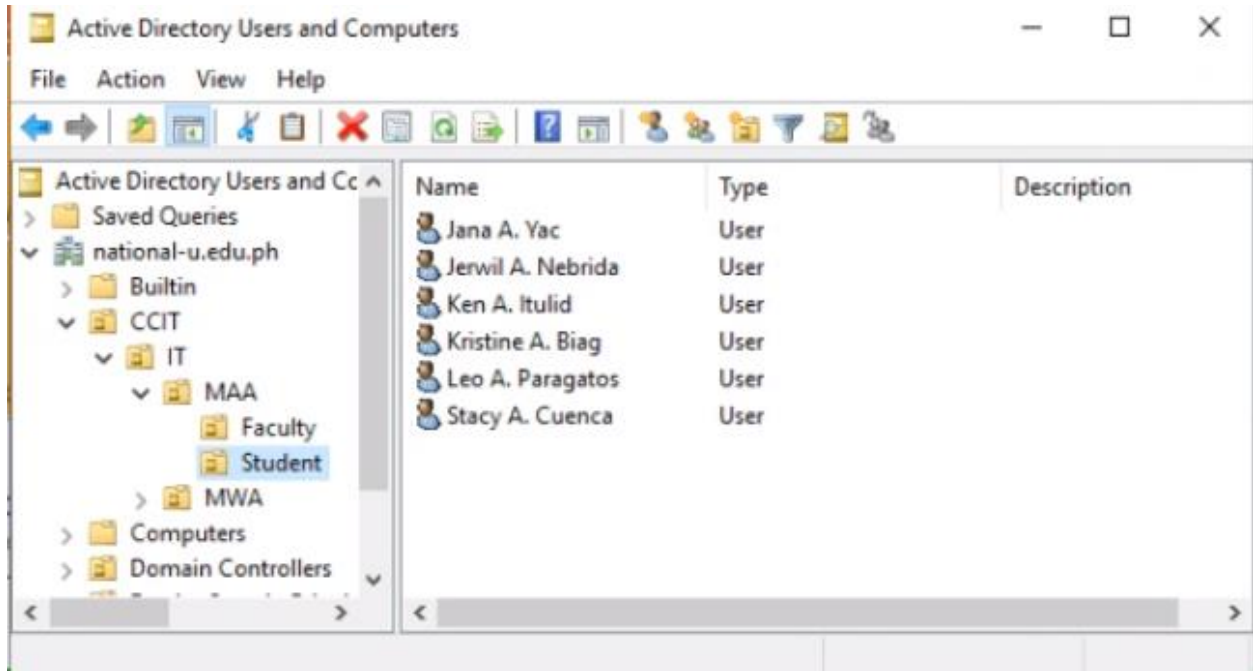 Active Directory Users and Computers
File Action View Help
Active Directory Users and Cc
Saved Queries
national-u.edu.ph
Builtin
CCIT
IT
MAA
Faculty
Student
MWA
Computers
Domain Controllers
Name Type Description
Jana A. Yac User
Jerwil A. Nebrida User
Ken A. Itulid User
Kristine A. Biag User
Leo A. Paragatos User
Stacy A. Cuenca User